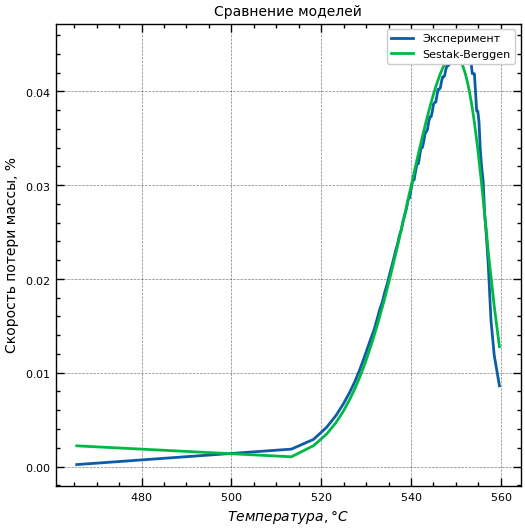 Сравнение моделей
Эксперимент
Sestak-Berggen
Скорость потери массы, %
0.04
0.03
0.02
0.01
0.00
480
500
520
540
560
Температура, °C